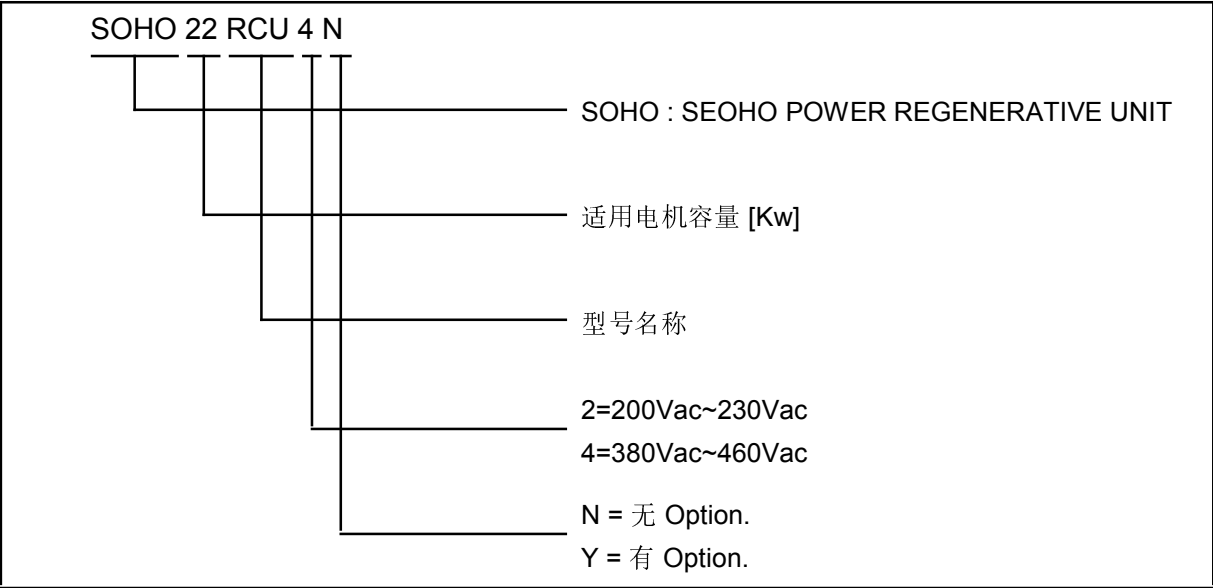 SOHO 22 RCU 4 N
SOHO : SEOHO POWER REGENERATIVE UNIT
适用电机容量 [Kw]
型号名称
2=200Vac~230Vac
4=380Vac~460Vac
N = 无 Option.
Y = 有 Option.